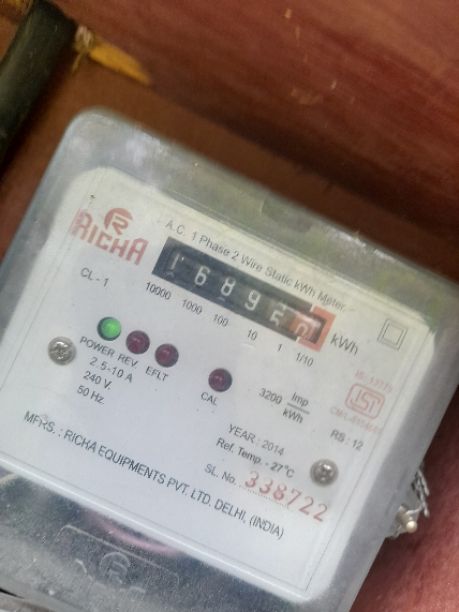 RICHA
A.C. 1 Phase 2 Wire Static kWh Meter
1689
kWh
10000 1000 100 10 1 1/10
CL - 1
POWER REV EFLT CAL
2.5-10 A
240 V.
50 Hz
3200 Imp
kWh
RS : 12
YEAR : 2014
Ref. Temp. - 27°C
SL. No. 338722
MFRS. : RICHA EQUIPMENTS PVT. LTD. DELHI, (INDIA)